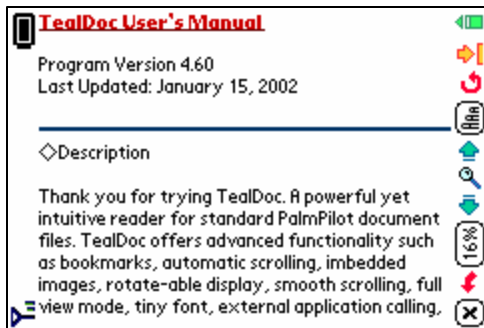 TealDoc User's Manual
Program Version 4.60
Last Updated: January 15, 2002
◇Description
Thank you for trying TealDoc. A powerful yet
intuitive reader for standard PalmPilot document
files. TealDoc offers advanced functionality such
as bookmarks, automatic scrolling, imbedded
images, rotate-able display, smooth scrolling, full
view mode, tiny font, external application calling,
AAA
16%